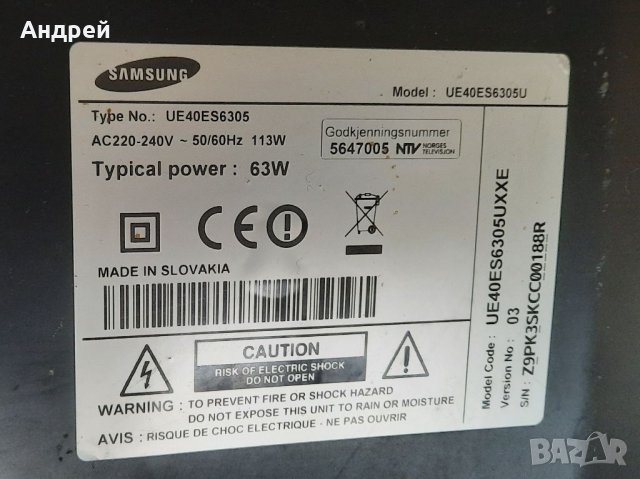 Андрей
SAMSUNG
Model : UE40ES6305U
Type No.: UE40ES6305
AC220-240V ~ 50/60Hz 113W
Typical power : 63W
Godkjenningsnummer
5647005 NTV NORGES TELEVISJON
MADE IN SLOVAKIA
CAUTION
RISK OF ELECTRIC SHOCK
DO NOT OPEN
WARNING : TO PREVENT FIRE OR SHOCK HAZARD
DO NOT EXPOSE THIS UNIT TO RAIN OR MOISTURE
AVIS : RISQUE DE CHOC ELECTRIQUE - NE PAS OUVRIR
Model Code : UE40ES6305UXXE
Version No : 03
S/N : Z9PK3SKCC00188R
BAZAR